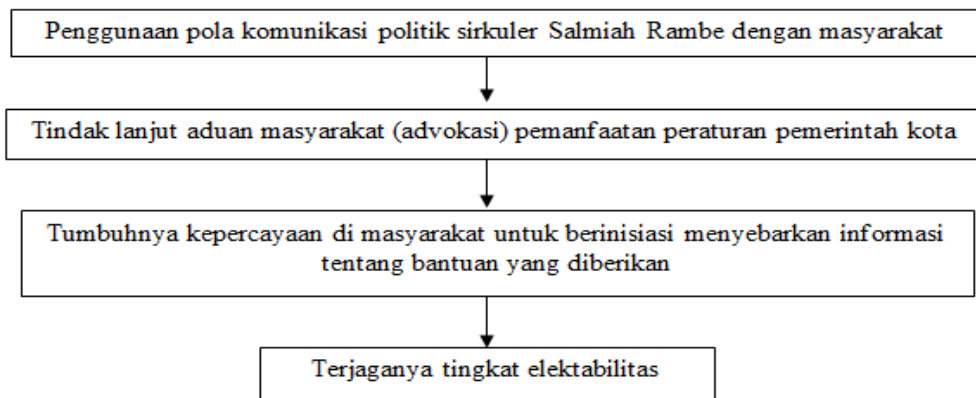 Penggunaan pola komunikasi politik sirkuler Salmiah Rambe dengan masyarakat
Tindak lanjut aduan masyarakat (advokasi) pemanfaatan peraturan pemerintah kota
Tumbuhnya kepercayaan di masyarakat untuk berinisiasi menyebarkan informasi
tentang bantuan yang diberikan
Terjaganya tingkat elektabilitas